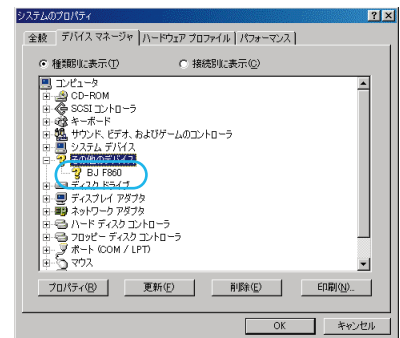 システムのプロパティ
全般 デバイス マネージャ ハードウェア プロファイル パフォーマンス
種類別に表示(T) 接続別に表示(C)
コンピュータ
CD-ROM
SCSI コントローラ
キーボード
サウンド、ビデオ、およびゲームのコントローラ
システム デバイス
その他のデバイス
BJ F860
ディスク ドライブ
ディスプレイ アダプタ
ネットワーク アダプタ
ハード ディスク コントローラ
フロッピー ディスク コントローラ
ポート (COM / LPT)
マウス
プロパティ(R) 更新(F) 削除(E) 印刷(N)...
OK キャンセル